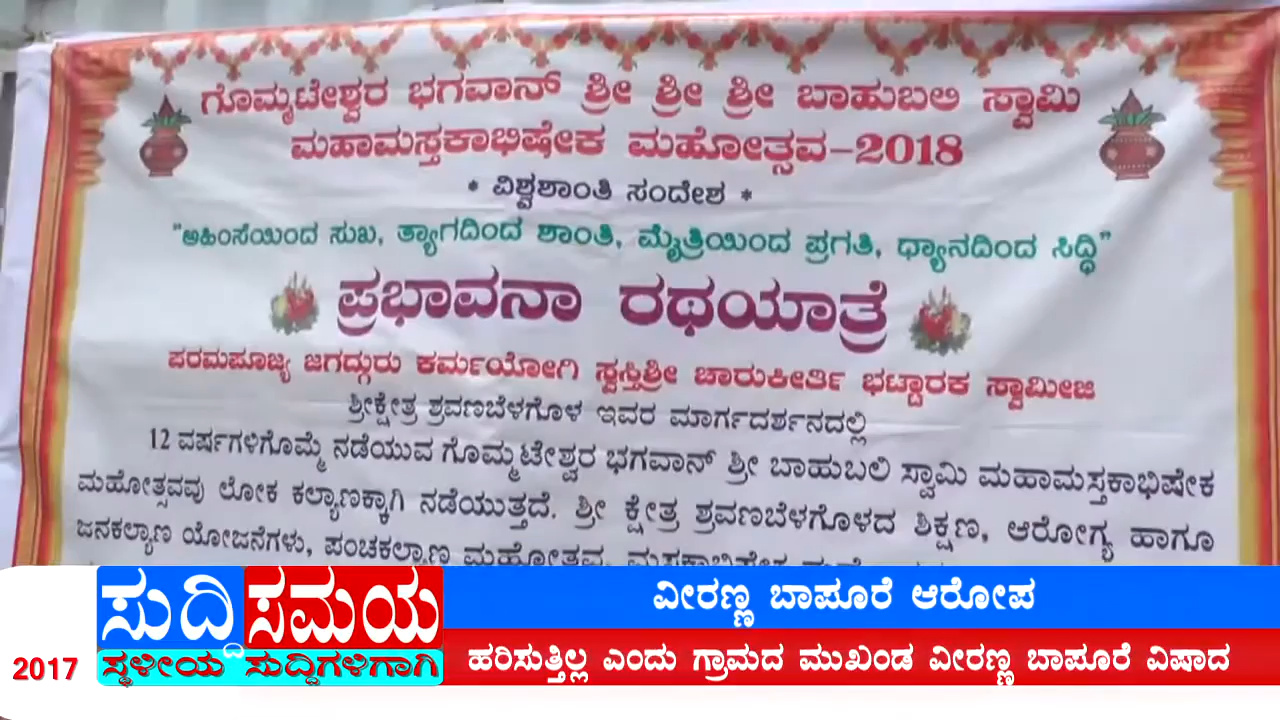 ಗೊಮ್ಮಟೇಶ್ವರ ಭಗವಾನ್ ಶ್ರೀ ಶ್ರೀ ಶ್ರೀ ಬಾಹುಬಲಿ ಸ್ವಾಮಿ
ಮಹಾಮಸ್ತಕಾಭಿಷೇಕ ಮಹೋತ್ಸವ-2018
* ವಿಶ್ವಶಾಂತಿ ಸಂದೇಶ *
"ಅಹಿಂಸೆಯಿಂದ ಸುಖ, ತ್ಯಾಗದಿಂದ ಶಾಂತಿ, ಮೈತ್ರಿಯಿಂದ ಪ್ರಗತಿ, ಧ್ಯಾನದಿಂದ ಸಿದ್ಧಿ"
ಪ್ರಭಾವನಾ ರಥಯಾತ್ರೆ
ಪರಮಪೂಜ್ಯ ಜಗದ್ಗುರು ಕರ್ಮಯೋಗಿ ಸ್ವಸ್ತಿಶ್ರೀ ಚಾರುಕೀರ್ತಿ ಭಟ್ಟಾರಕ ಸ್ವಾಮೀಜಿ
ಶ್ರೀಕ್ಷೇತ್ರ ಶ್ರವಣಬೆಳಗೊಳ ಇವರ ಮಾರ್ಗದರ್ಶನದಲ್ಲಿ
12 ವರ್ಷಗಳಿಗೊಮ್ಮೆ ನಡೆಯುವ ಗೊಮ್ಮಟೇಶ್ವರ ಭಗವಾನ್ ಶ್ರೀ ಬಾಹುಬಲಿ ಸ್ವಾಮಿ ಮಹಾಮಸ್ತಕಾಭಿಷೇಕ
ಮಹೋತ್ಸವವು ಲೋಕ ಕಲ್ಯಾಣಕ್ಕಾಗಿ ನಡೆಯುತ್ತದೆ. ಶ್ರೀ ಕ್ಷೇತ್ರ ಶ್ರವಣಬೆಳಗೊಳದ ಶಿಕ್ಷಣ, ಆರೋಗ್ಯ ಹಾಗೂ
ಜನಕಲ್ಯಾಣ ಯೋಜನೆಗಳು, ಪಂಚಕಲ್ಯಾಣ ಮಹೋತ್ಸವ,
ಸುದ್ದಿ ಸಮಯ
ವೀರಣ್ಣ ಬಾಪೂರೆ ಆರೋಪ
2017 ಸ್ಥಳೀಯ ಸುದ್ದಿಗಳಿಗಾಗಿ
ಹರಿಸುತ್ತಿಲ್ಲ ಎಂದು ಗ್ರಾಮದ ಮುಖಂಡ ವೀರಣ್ಣ ಬಾಪೂರೆ ವಿಷಾದ